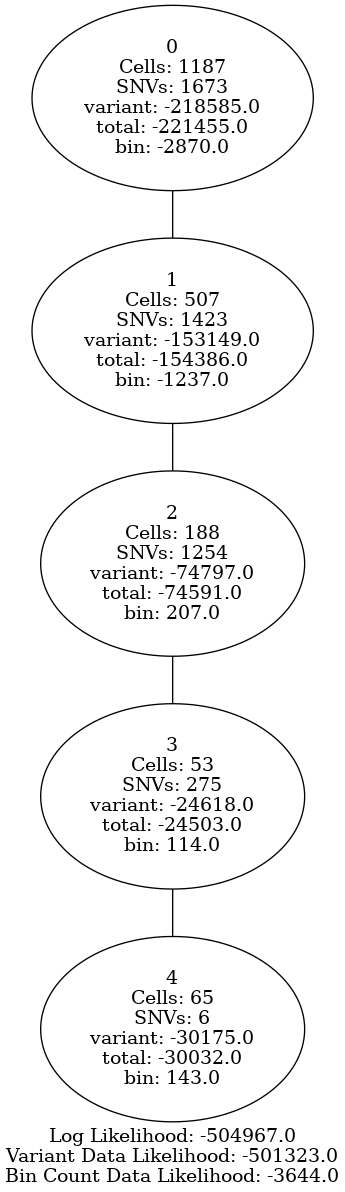 0
Cells: 1187
SNVs: 1673
variant: -218585.0
total: -221455.0
bin: -2870.0
1
Cells: 507
SNVs: 1423
variant: -153149.0
total: -154386.0
bin: -1237.0
2
Cells: 188
SNVs: 1254
variant: -74797.0
total: -74591.0
bin: 207.0
3
Cells: 53
SNVs: 275
variant: -24618.0
total: -24503.0
bin: 114.0
4
Cells: 65
SNVs: 6
variant: -30175.0
total: -30032.0
bin: 143.0
Log Likelihood: -504967.0
Variant Data Likelihood: -501323.0
Bin Count Data Likelihood: -3644.0